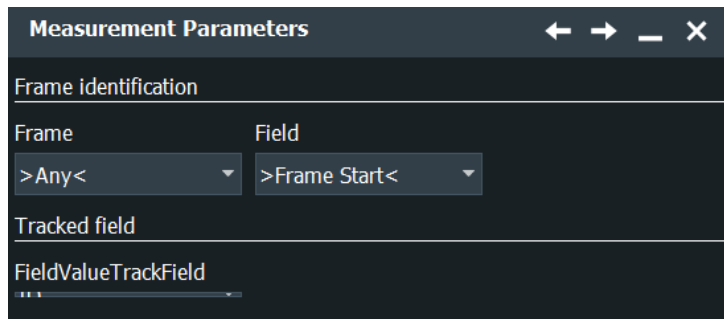 Measurement Parameters
Frame identification
Frame Field
>Any< >Frame Start<
Tracked field
FieldValueTrackField